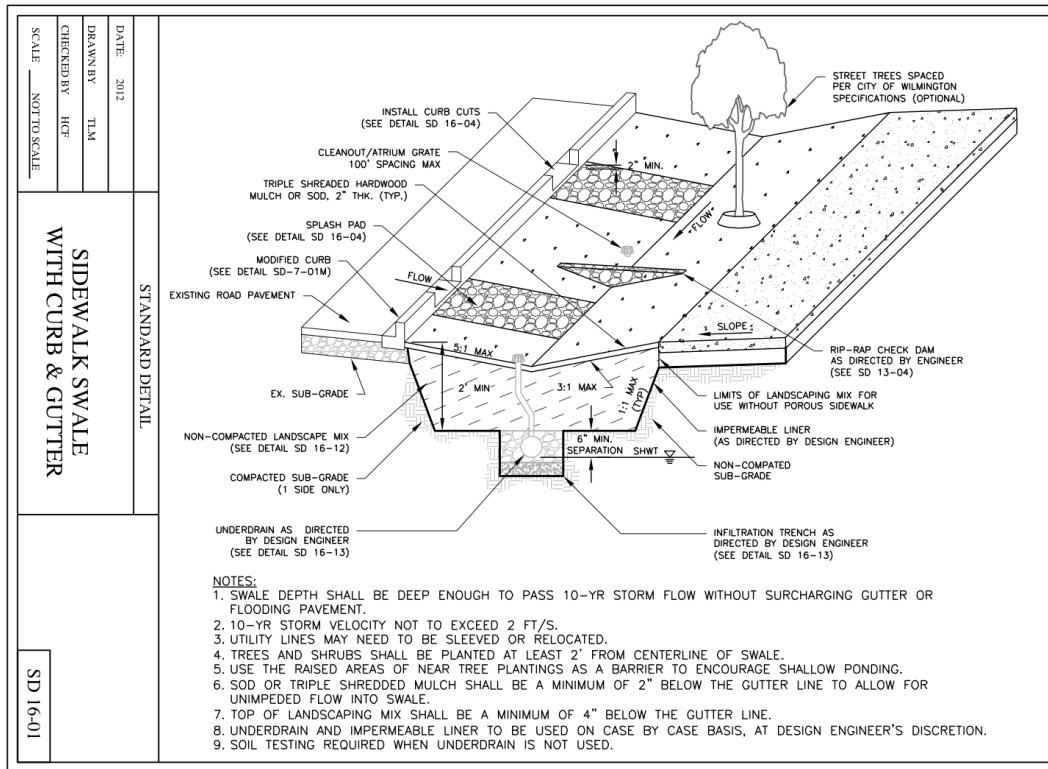 DATE: 2012
DRAWN BY TLM
CHECKED BY HCF
SCALE NOT TO SCALE
STANDARD DETAIL
SIDEWALK SWALE
WITH CURB & GUTTER
SD 16-01
INSTALL CURB CUTS
(SEE DETAIL SD 16-04)
CLEANOUT/ATRIUM GRATE
100' SPACING MAX
TRIPLE SHREADED HARDWOOD
MULCH OR SOD, 2" THK. (TYP.)
SPLASH PAD
(SEE DETAIL SD 16-04)
MODIFIED CURB
(SEE DETAIL SD-7-01M)
EXISTING ROAD PAVEMENT
EX. SUB-GRADE
NON-COMPACTED LANDSCAPE MIX
(SEE DETAIL SD 16-12)
COMPACTED SUB-GRADE
(1 SIDE ONLY)
UNDERDRAIN AS DIRECTED
BY DESIGN ENGINEER
(SEE DETAIL SD 16-13)
2" MIN.
FLOW
FLOW
SLOPE
5:1 MAX
2' MIN
3:1 MAX
1:1 MAX
(TYP)
6" MIN.
SEPARATION
SHWT
STREET TREES SPACED
PER CITY OF WILMINGTON
SPECIFICATIONS (OPTIONAL)
RIP-RAP CHECK DAM
AS DIRECTED BY ENGINEER
(SEE SD 13-04)
LIMITS OF LANDSCAPING MIX FOR
USE WITHOUT POROUS SIDEWALK
IMPERMEABLE LINER
(AS DIRECTED BY DESIGN ENGINEER)
NON-COMPATED
SUB-GRADE
INFILTRATION TRENCH AS
DIRECTED BY DESIGN ENGINEER
(SEE DETAIL SD 16-13)
NOTES:
1. SWALE DEPTH SHALL BE DEEP ENOUGH TO PASS 10-YR STORM FLOW WITHOUT SURCHARGING GUTTER OR
FLOODING PAVEMENT.
2. 10-YR STORM VELOCITY NOT TO EXCEED 2 FT/S.
3. UTILITY LINES MAY NEED TO BE SLEEVED OR RELOCATED.
4. TREES AND SHRUBS SHALL BE PLANTED AT LEAST 2' FROM CENTERLINE OF SWALE.
5. USE THE RAISED AREAS OF NEAR TREE PLANTINGS AS A BARRIER TO ENCOURAGE SHALLOW PONDING.
6. SOD OR TRIPLE SHREDDED MULCH SHALL BE A MINIMUM OF 2" BELOW THE GUTTER LINE TO ALLOW FOR
UNIMPEDED FLOW INTO SWALE.
7. TOP OF LANDSCAPING MIX SHALL BE A MINIMUM OF 4" BELOW THE GUTTER LINE.
8. UNDERDRAIN AND IMPERMEABLE LINER TO BE USED ON CASE BY CASE BASIS, AT DESIGN ENGINEER'S DISCRETION.
9. SOIL TESTING REQUIRED WHEN UNDERDRAIN IS NOT USED.